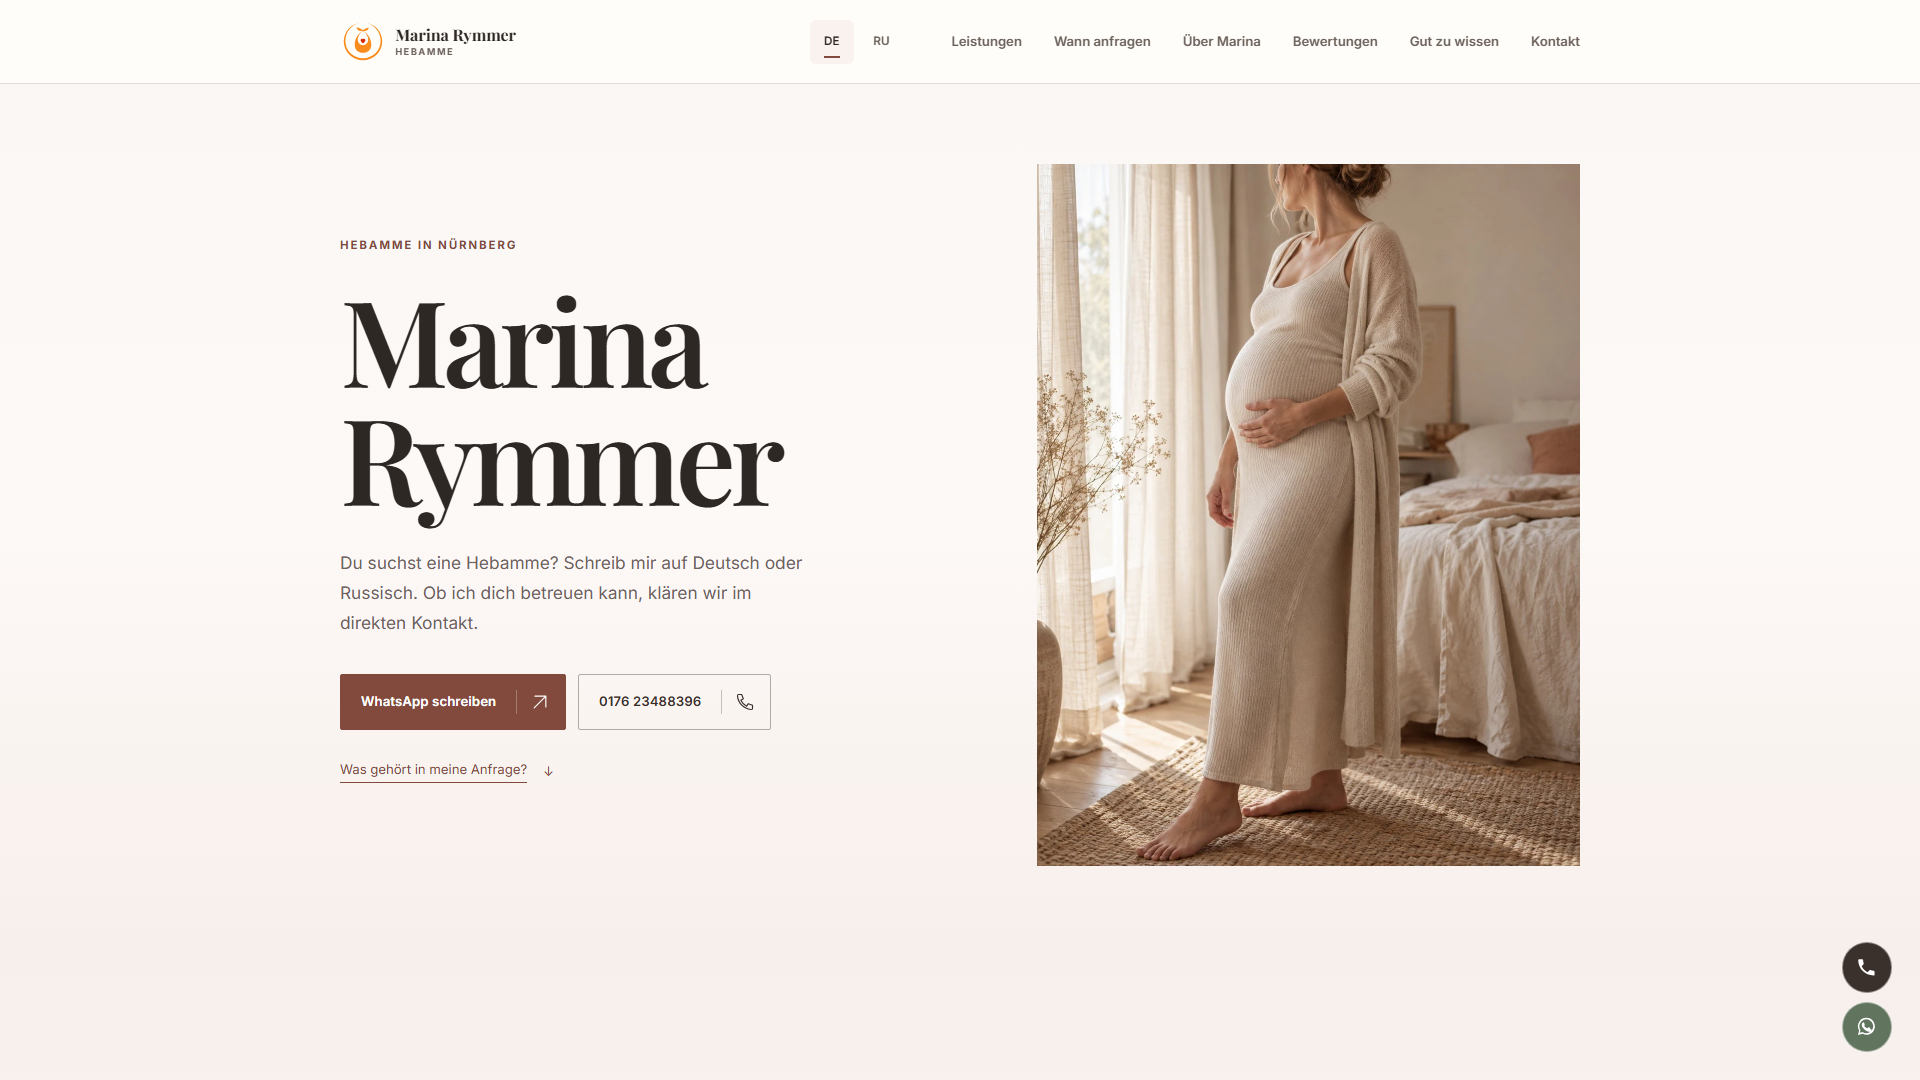 Marina Rymmer
HEBAMME
DE
RU
Leistungen
Wann anfragen
Über Marina
Bewertungen
Gut zu wissen
Kontakt
HEBAMME IN NÜRNBERG
Marina
Rymmer
Du suchst eine Hebamme? Schreib mir auf Deutsch oder
Russisch. Ob ich dich betreuen kann, klären wir im
direkten Kontakt.
WhatsApp schreiben
0176 23488396
Was gehört in meine Anfrage?